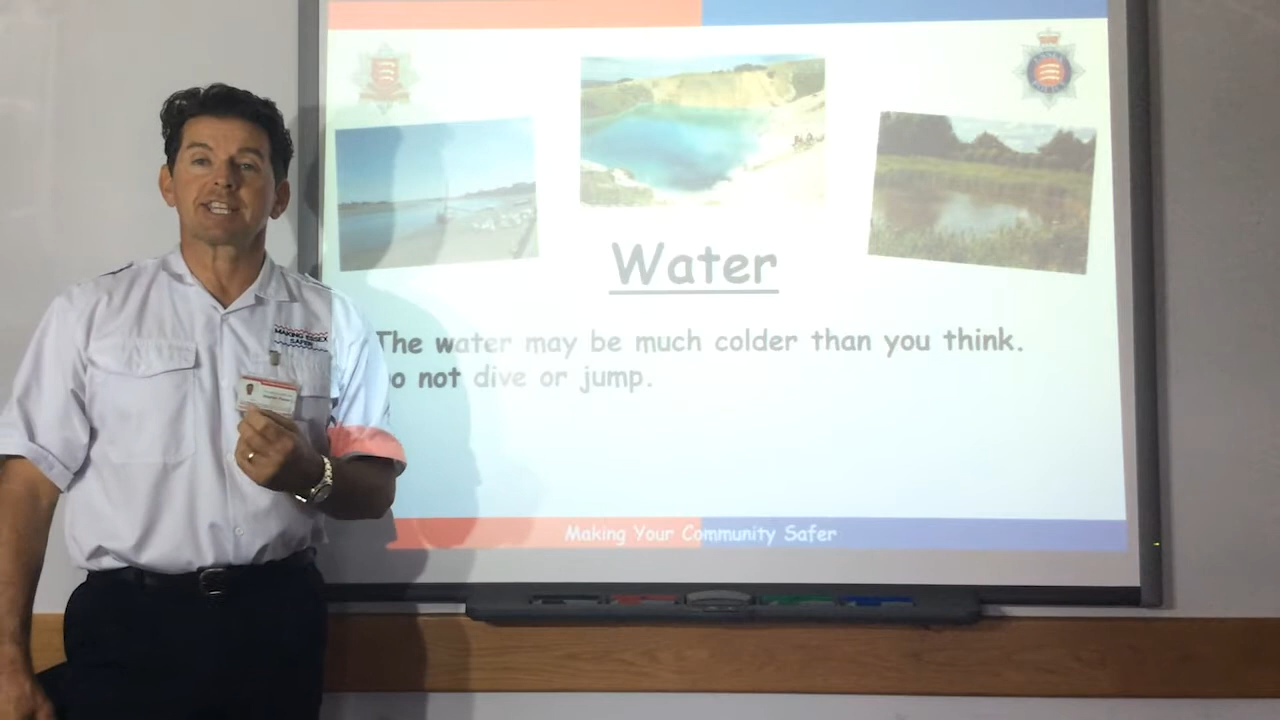 Water
The water may be much colder than you think.
Do not dive or jump.
MAKING ESSEX
SAFER
Making Your Community Safer